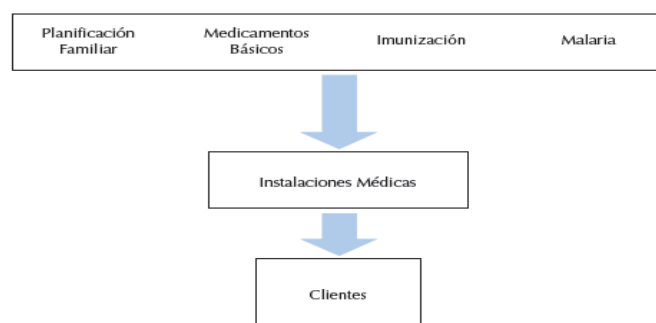 Planificación
Familiar
Medicamentos
Básicos
Imunización
Malaria
Instalaciones Médicas
Clientes